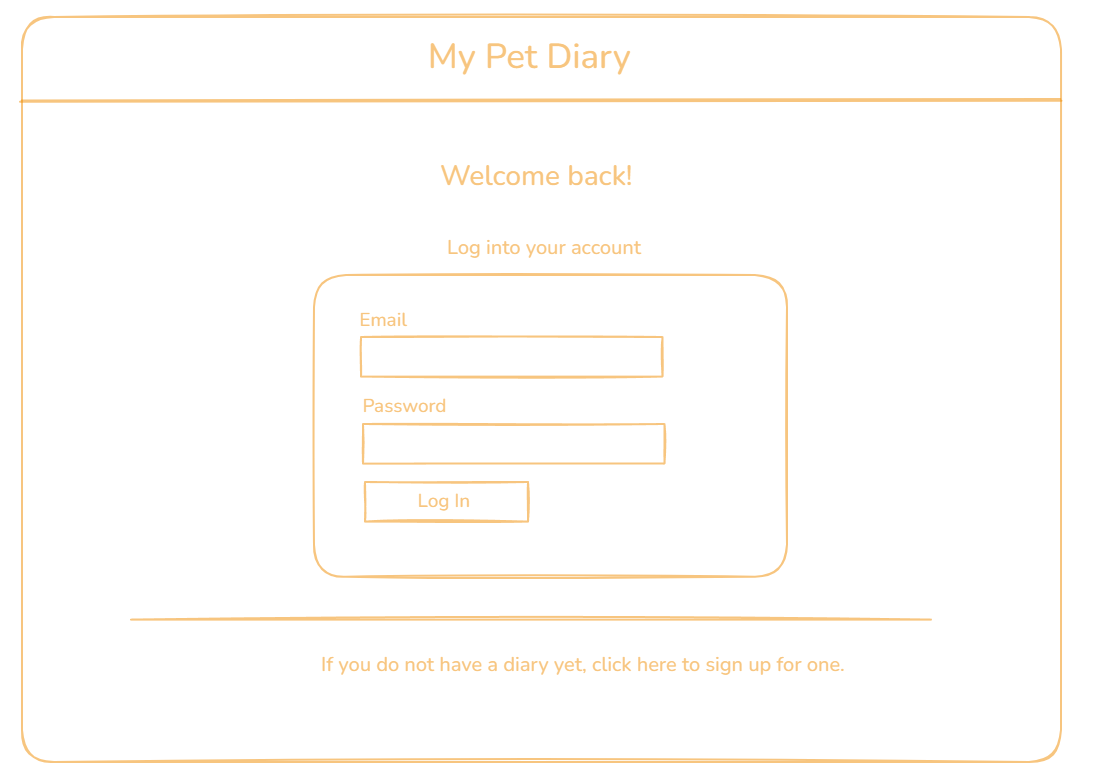 My Pet Diary
Welcome back!
Log into your account
Email
Password
Log In
If you do not have a diary yet, click here to sign up for one.